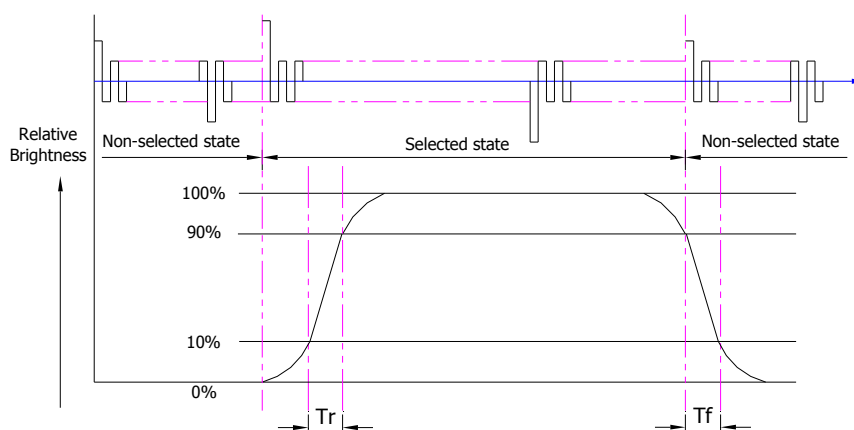 Relative
Brightness
Non-selected state
Selected state
Non-selected state
100%
90%
10%
0%
Tr
Tf